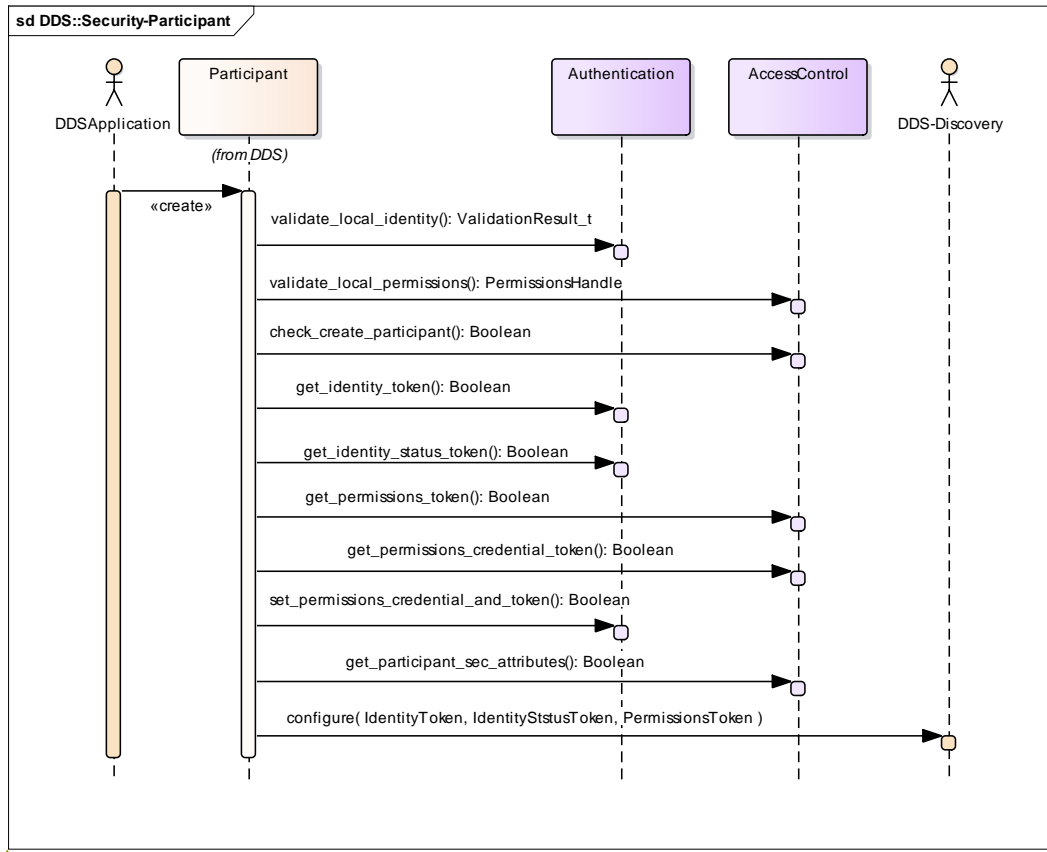 sd DDS::Security-Participant
DDSApplication
Participant
(from DDS)
Authentication
AccessControl
DDS-Discovery
«create»
validate_local_identity(): ValidationResult_t
validate_local_permissions(): PermissionsHandle
check_create_participant(): Boolean
get_identity_token(): Boolean
get_identity_status_token(): Boolean
get_permissions_token(): Boolean
get_permissions_credential_token(): Boolean
set_permissions_credential_and_token(): Boolean
get_participant_sec_attributes(): Boolean
configure( IdentityToken, IdentityStstusToken, PermissionsToken )